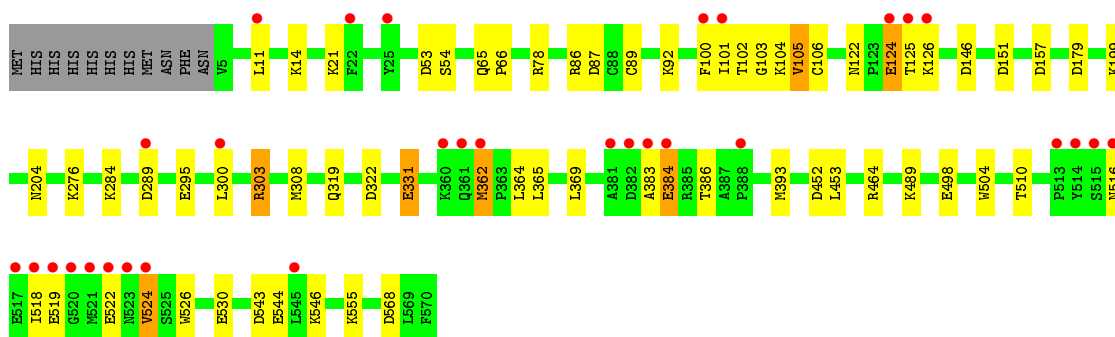 MET HIS HIS HIS HIS HIS HIS MET ASN PHE ASN V5 L11 K14 K21 F22 Y25 D53 S54 Q65 P66 R78 R86 D87 C88 C89 K92 F100 I101 T102 G103 K104 V105 C106 N122 P123 E124 T125 K126 D146 D151 D157 D179
N204 K276 K284 D289 E295 L300 R303 M308 Q319 D322 E331 K360 Q361 M362 P363 L364 L365 L369 A381 D382 A383 E384 R385 T386 A387 P388 M393 D452 L453 R464 K489 E498 W504 T510 P513 Y514 S515 N516
E517 I518 E519 G520 M521 E522 N523 V524 S525 W526 E530 D543 E544 L545 K546 K555 D568 L569 F570